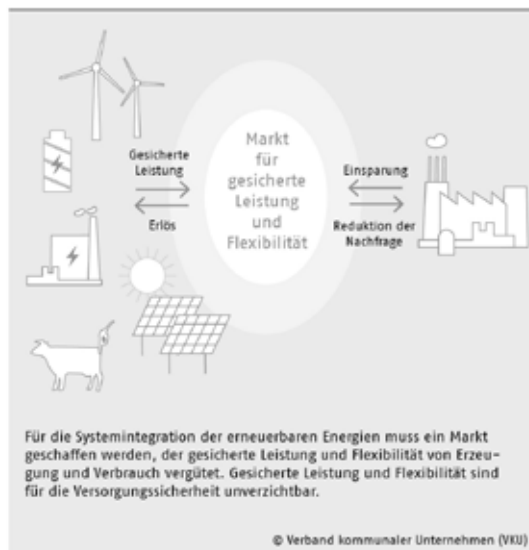 Markt
für
gesicherte
Leistung
und
Flexibilität
Gesicherte
Leistung
Erlös
Einsparung
Reduktion der
Nachfrage
Für die Systemintegration der erneuerbaren Energien muss ein Markt
geschaffen werden, der gesicherte Leistung und Flexibilität von Erzeu-
gung und Verbrauch vergütet. Gesicherte Leistung und Flexibilität sind
für die Versorgungssicherheit unverzichtbar.
© Verband kommunaler Unternehmen (VKU)